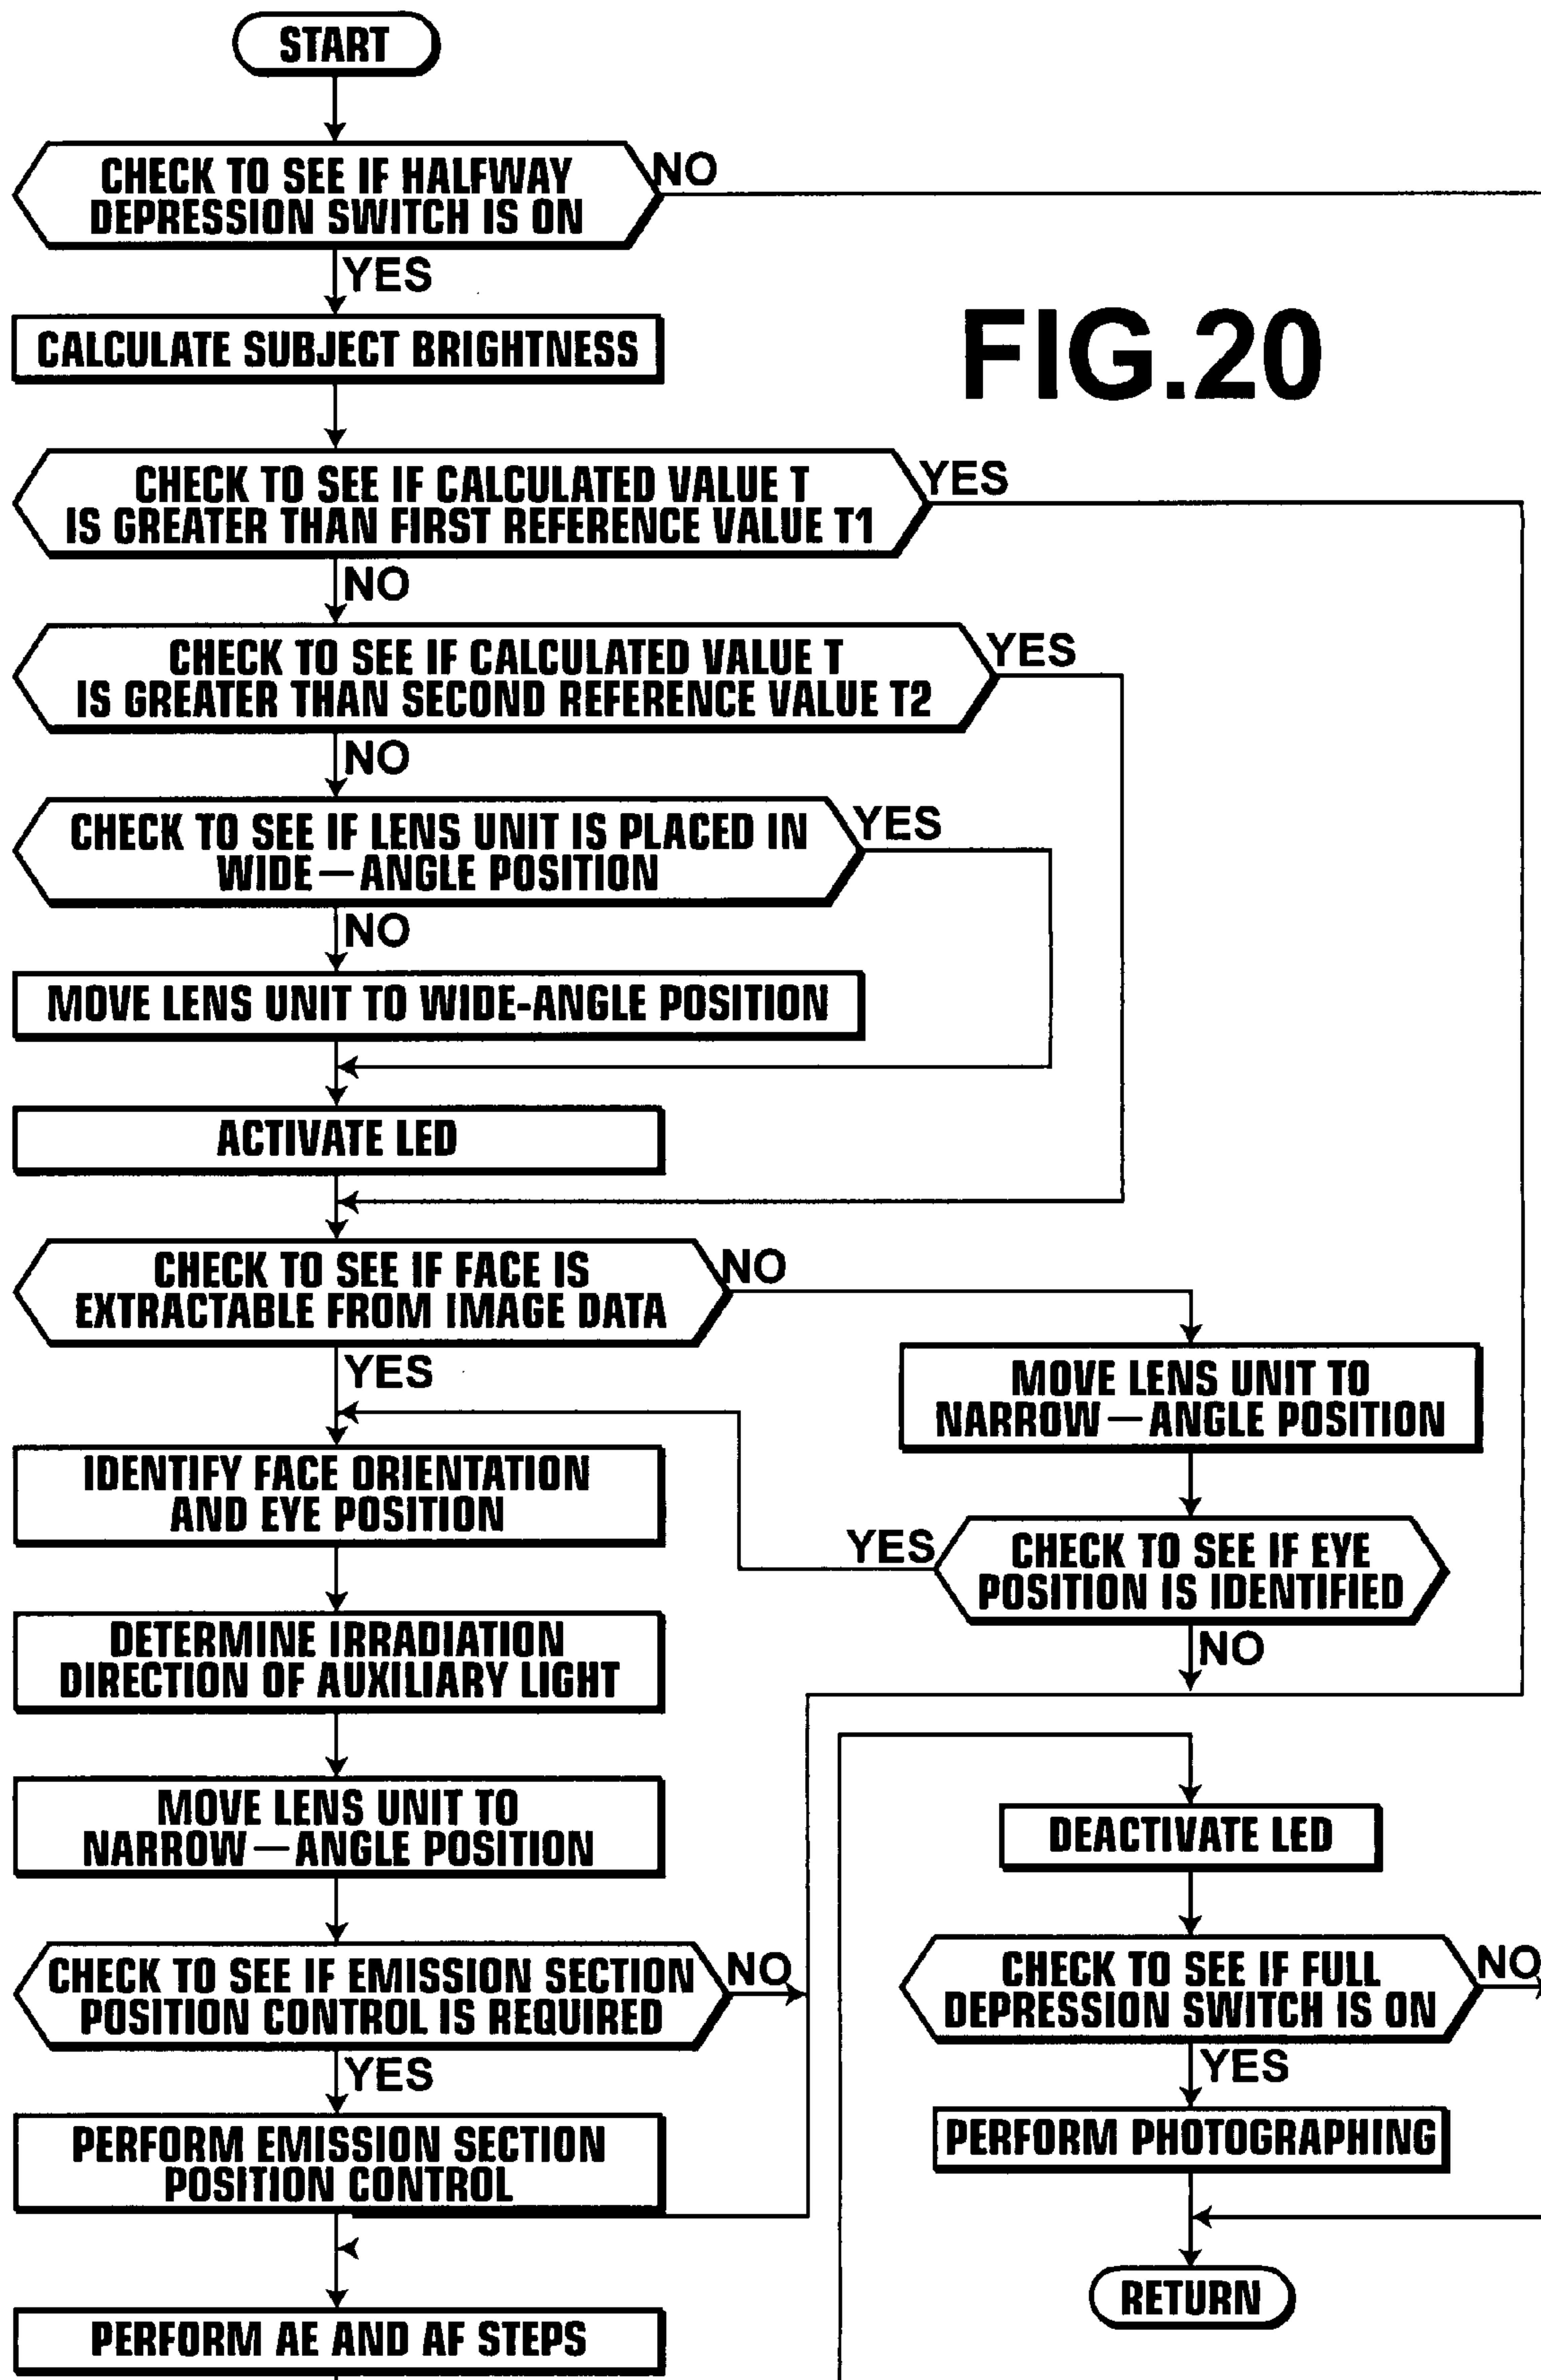 START
CHECK TO SEE IF HALFWAY
DEPRESSION SWITCH IS ON
NO
YES
CALCULATE SUBJECT BRIGHTNESS
FIG.20
CHECK TO SEE IF CALCULATED VALUE T
IS GREATER THAN FIRST REFERENCE VALUE T1
YES
NO
CHECK TO SEE IF CALCULATED VALUE T
IS GREATER THAN SECOND REFERENCE VALUE T2
YES
NO
CHECK TO SEE IF LENS UNIT IS PLACED IN
WIDE—ANGLE POSITION
YES
NO
MOVE LENS UNIT TO WIDE-ANGLE POSITION
ACTIVATE LED
CHECK TO SEE IF FACE IS
EXTRACTABLE FROM IMAGE DATA
NO
YES
IDENTIFY FACE ORIENTATION
AND EYE POSITION
DETERMINE IRRADIATION
DIRECTION OF AUXILIARY LIGHT
MOVE LENS UNIT TO
NARROW—ANGLE POSITION
CHECK TO SEE IF EMISSION SECTION
POSITION CONTROL IS REQUIRED
NO
YES
PERFORM EMISSION SECTION
POSITION CONTROL
PERFORM AE AND AF STEPS
MOVE LENS UNIT TO
NARROW—ANGLE POSITION
YES
CHECK TO SEE IF EYE
POSITION IS IDENTIFIED
NO
DEACTIVATE LED
CHECK TO SEE IF FULL
DEPRESSION SWITCH IS ON
NO
YES
PERFORM PHOTOGRAPHING
RETURN